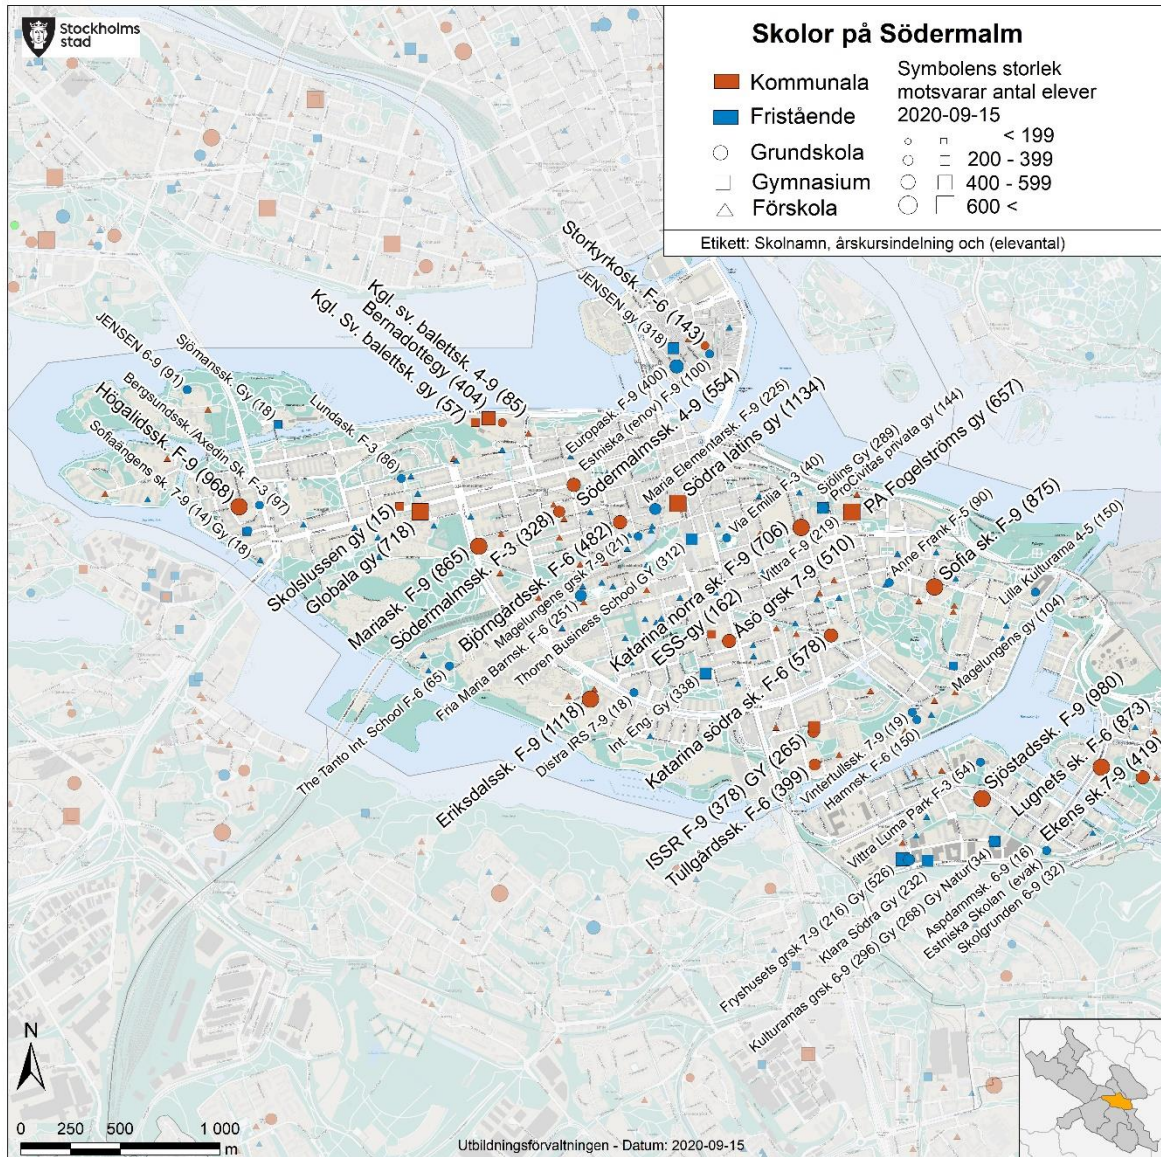 Stockholms
stad
Skolor på Södermalm
Kommunala
Fristående
Grundskola
Gymnasium
Förskola
Symbolens storlek
motsvarar antal elever
2020-09-15
< 199
200 - 399
400 - 599
600 <
Etikett: Skolnamn, årskursindelning och (elevantal)
Storkyrkosk. F-6 (143)
JENSEN gy (318)
Kgl. sv. balettsk. 4-9 (85)
Bernadottegy (404)
Kgl. Sv. balettsk. gy (57)
JENSEN 6-9 (91)
Sjömanssk. Gy (18)
Bergsundssk. /Axedin Sk. F-3 (97)
Högalidssk. F-9 (968)
Sofiaängens sk. 7-9 (14) Gy (18)
Lundask. F-3 (86)
Europask. F-9 (400)
Estniska (renov) F-9 (100)
Södermalmssk. 4-9 (554)
Maria Elementarsk. F-9 (225)
Södra latins gy (1134)
Via Emilia F-3 (40)
Sjölins Gy (289)
ProCivitas privata gy (144)
PA Fogelströms gy (657)
Skolslussen gy (15)
Globala gy (718)
Mariask. F-9 (865)
Södermalmssk. F-3 (328)
Björngårdssk. F-6 (482)
Magelungens grsk 7-9 (21)
Fria Maria Barnsk. F-6 (251)
Thoren Business School GY (312)
Katarina norra sk. F-9 (706)
Vittra F-9 (219)
ESS-gy (162)
Åsö grsk 7-9 (510)
Anne Frank F-5 (90)
Sofia sk. F-9 (875)
Lilla Kulturama 4-5 (150)
Magelungens gy (104)
The Tanto Int. School F-6 (65)
Eriksdalssk. F-9 (1118)
Distra IRS 7-9 (18)
Int. Eng. Gy (338)
Katarina södra sk. F-6 (578)
ISSR F-9 (378) GY (265)
Tullgårdssk. F-6 (399)
Vintertullssk. 7-9 (19)
Hamnsk. F-6 (150)
Vittra Luma Park F-3 (54)
Sjöstadssk. F-9 (980)
Lugnets sk. F-6 (873)
Ekens sk.7-9 (419)
Fryshusets grsk 7-9 (216) Gy (526)
Klara Södra Gy (232)
Kulturamas grsk 6-9 (296) Gy (268) Gy Natur(34)
Aspdammsk. 6-9 (16)
Estniska Skolan (evak)
Skolgrunden 6-9 (32)
N
0 250 500 1 000
m
Utbildningsförvaltningen - Datum: 2020-09-15